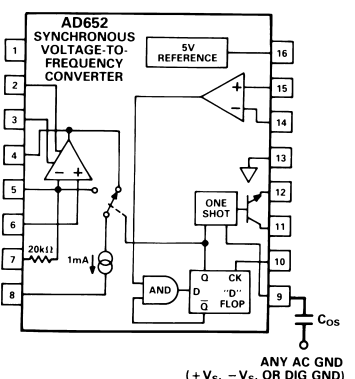 AD652
SYNCHRONOUS
VOLTAGE-TO-
FREQUENCY
CONVERTER
5V
REFERENCE
1
2
3
4
5
6
7
8
16
15
14
13
12
11
10
9
+
−
− +
20kΩ
1mA
ONE
SHOT
AND
Q CK
D "D"
FLOP
Q̅
COS
ANY AC GND
(+VS, −VS, OR DIG GND)